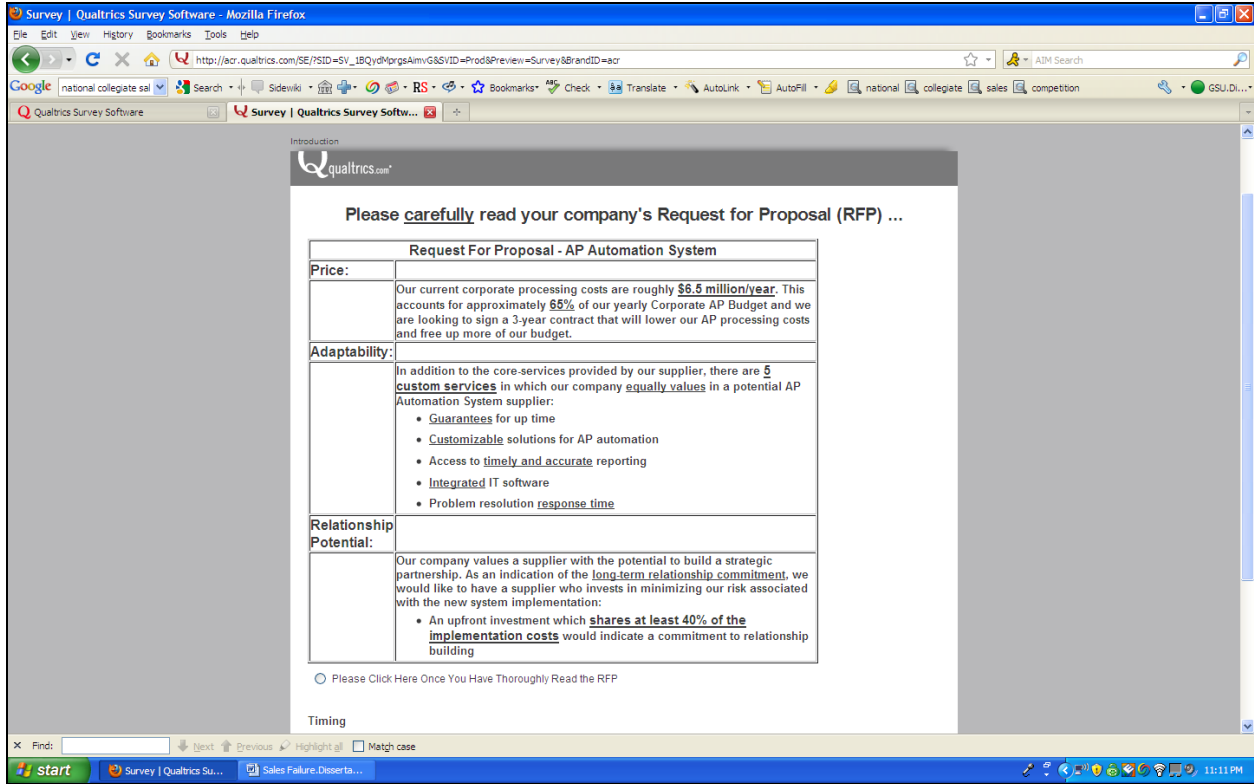 Survey | Qualtrics Survey Software - Mozilla Firefox
File Edit View History Bookmarks Tools Help
http://acr.qualtrics.com/SE/?SID=SV_1BQydMprgsAimvG&SVID=Prod&Preview=Survey&BrandID=acr
AIM Search
Google national collegiate sal Search Sidewiki RS Bookmarks Check Translate AutoLink AutoFill national collegiate sales competition GSU.Di...
Qualtrics Survey Software Survey | Qualtrics Survey Softw...
Introduction
qualtrics.com
Please carefully read your company's Request for Proposal (RFP) ...
Request For Proposal - AP Automation System
Price:
Our current corporate processing costs are roughly $6.5 million/year. This
accounts for approximately 65% of our yearly Corporate AP Budget and we
are looking to sign a 3-year contract that will lower our AP processing costs
and free up more of our budget.
Adaptability:
In addition to the core-services provided by our supplier, there are 5
custom services in which our company equally values in a potential AP
Automation System supplier:
• Guarantees for up time
• Customizable solutions for AP automation
• Access to timely and accurate reporting
• Integrated IT software
• Problem resolution response time
Relationship
Potential:
Our company values a supplier with the potential to build a strategic
partnership. As an indication of the long-term relationship commitment, we
would like to have a supplier who invests in minimizing our risk associated
with the new system implementation:
• An upfront investment which shares at least 40% of the
implementation costs would indicate a commitment to relationship
building
Please Click Here Once You Have Thoroughly Read the RFP
Timing
Find: Next Previous Highlight all Match case
start Survey | Qualtrics Su... Sales Failure.Disserta... 11:11 PM